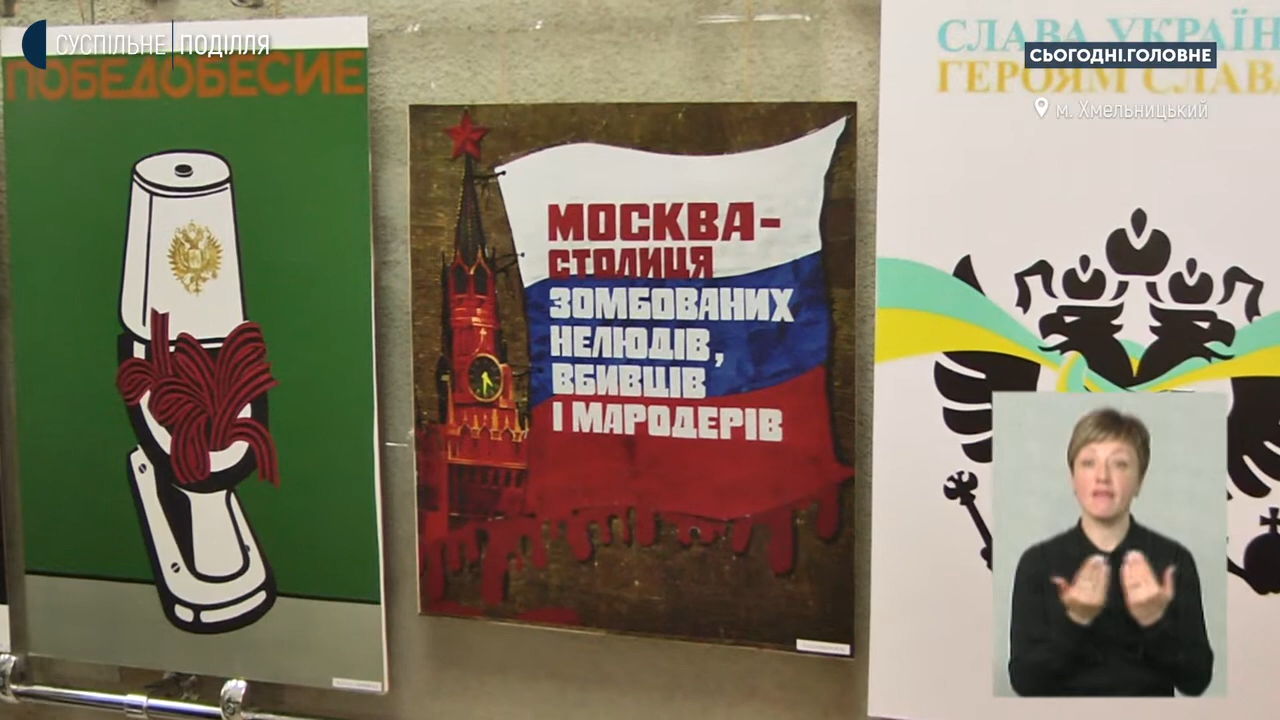 СУСПІЛЬНЕ ПОДІЛЛЯ
ПОБЕДОБЕСИЕ
МОСКВА-
СТОЛИЦЯ
ЗОМБОВАНИХ
НЕЛЮДІВ,
ВБИВЦІВ
І МАРОДЕРІВ
СЛАВА УКРАЇН
ГЕРОЯМ СЛАВА
СЬОГОДНІ.ГОЛОВНЕ
м. Хмельницький